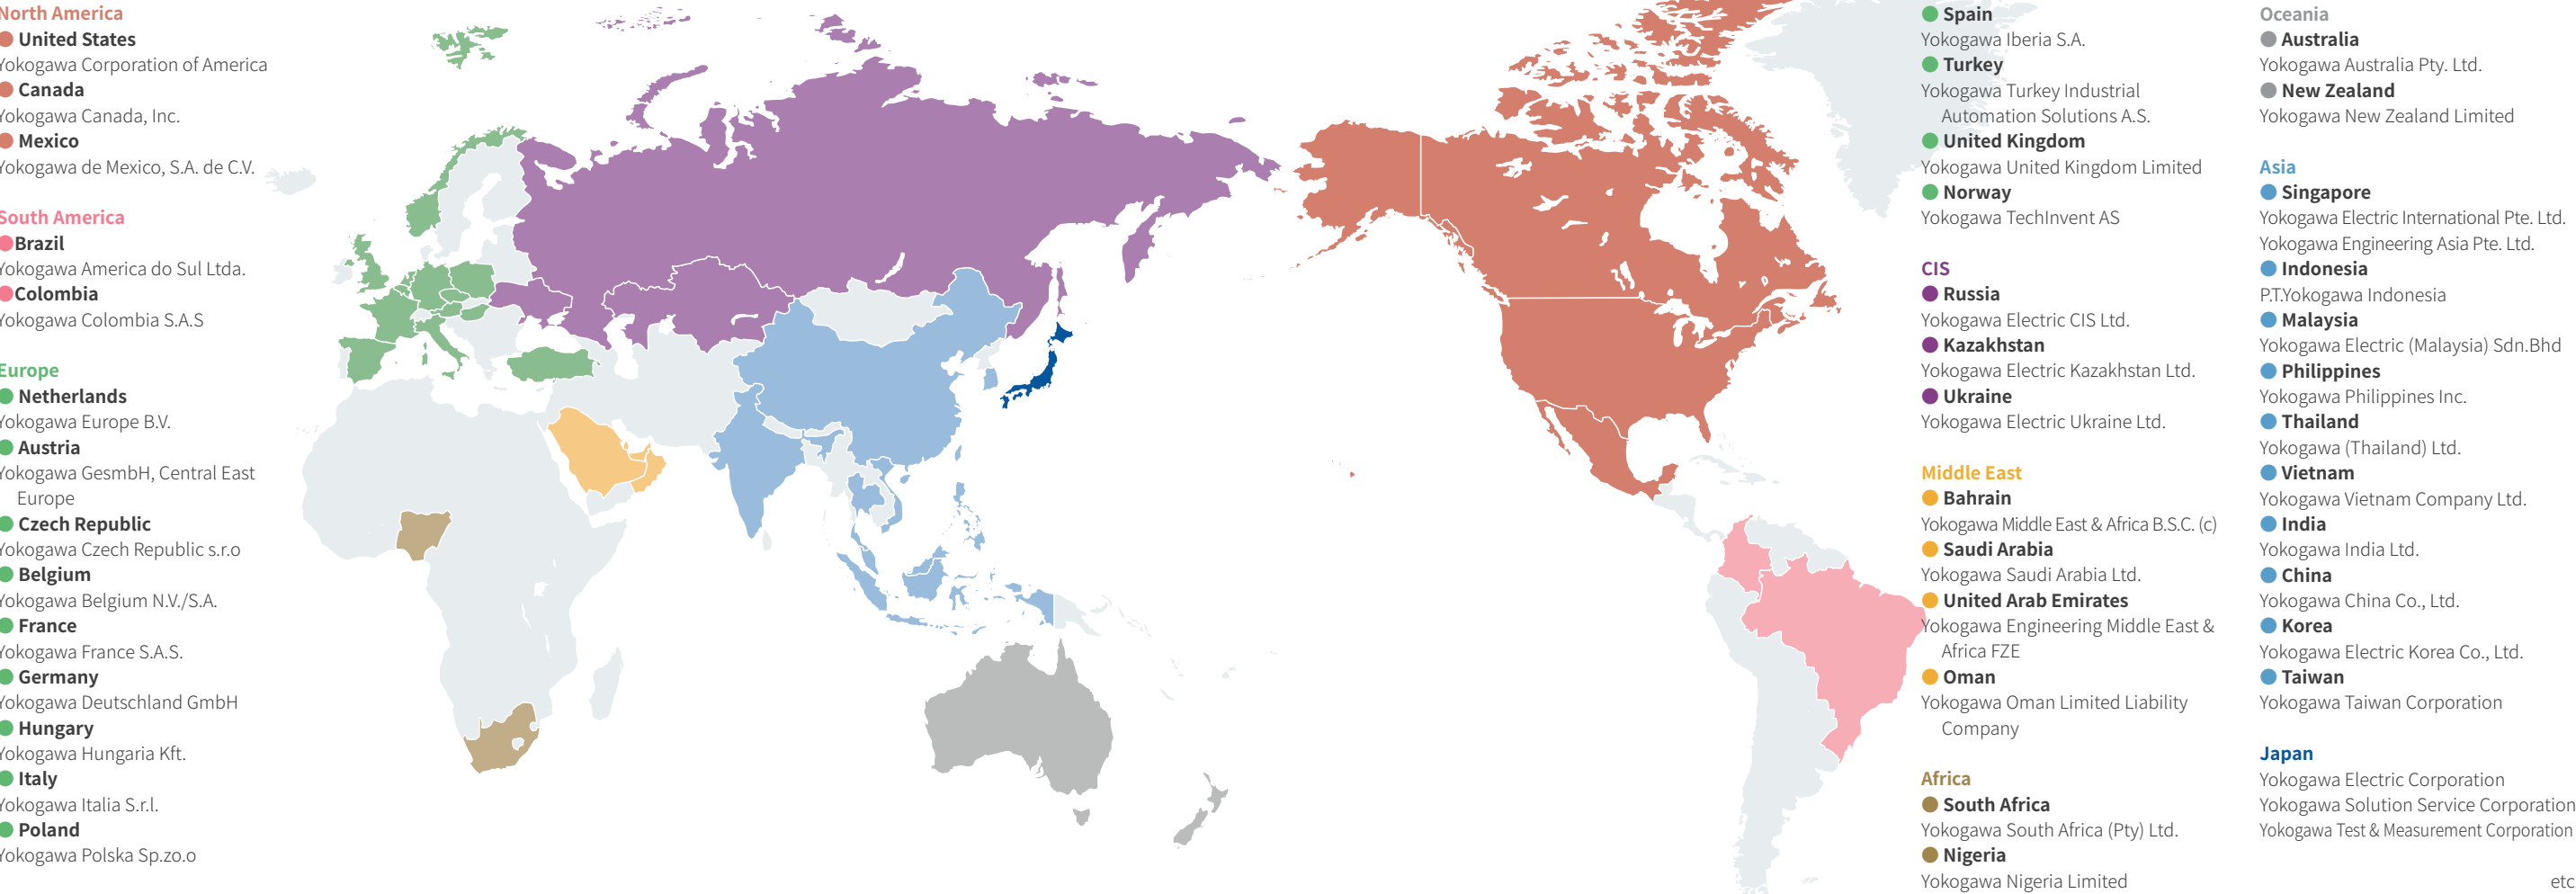 North America
United States
Yokogawa Corporation of America
Canada
Yokogawa Canada, Inc.
Mexico
Yokogawa de Mexico, S.A. de C.V.
South America
Brazil
Yokogawa America do Sul Ltda.
Colombia
Yokogawa Colombia S.A.S
Europe
Netherlands
Yokogawa Europe B.V.
Austria
Yokogawa GesmbH, Central East
Europe
Czech Republic
Yokogawa Czech Republic s.r.o
Belgium
Yokogawa Belgium N.V./S.A.
France
Yokogawa France S.A.S.
Germany
Yokogawa Deutschland GmbH
Hungary
Yokogawa Hungaria Kft.
Italy
Yokogawa Italia S.r.l.
Poland
Yokogawa Polska Sp.zo.o
Spain
Yokogawa Iberia S.A.
Turkey
Yokogawa Turkey Industrial
Automation Solutions A.S.
United Kingdom
Yokogawa United Kingdom Limited
Norway
Yokogawa TechInvent AS
CIS
Russia
Yokogawa Electric CIS Ltd.
Kazakhstan
Yokogawa Electric Kazakhstan Ltd.
Ukraine
Yokogawa Electric Ukraine Ltd.
Middle East
Bahrain
Yokogawa Middle East & Africa B.S.C. (c)
Saudi Arabia
Yokogawa Saudi Arabia Ltd.
United Arab Emirates
Yokogawa Engineering Middle East &
Africa FZE
Oman
Yokogawa Oman Limited Liability
Company
Africa
South Africa
Yokogawa South Africa (Pty) Ltd.
Nigeria
Yokogawa Nigeria Limited
Oceania
Australia
Yokogawa Australia Pty. Ltd.
New Zealand
Yokogawa New Zealand Limited
Asia
Singapore
Yokogawa Electric International Pte. Ltd.
Yokogawa Engineering Asia Pte. Ltd.
Indonesia
P.T.Yokogawa Indonesia
Malaysia
Yokogawa Electric (Malaysia) Sdn.Bhd
Philippines
Yokogawa Philippines Inc.
Thailand
Yokogawa (Thailand) Ltd.
Vietnam
Yokogawa Vietnam Company Ltd.
India
Yokogawa India Ltd.
China
Yokogawa China Co., Ltd.
Korea
Yokogawa Electric Korea Co., Ltd.
Taiwan
Yokogawa Taiwan Corporation
Japan
Yokogawa Electric Corporation
Yokogawa Solution Service Corporation
Yokogawa Test & Measurement Corporation
etc